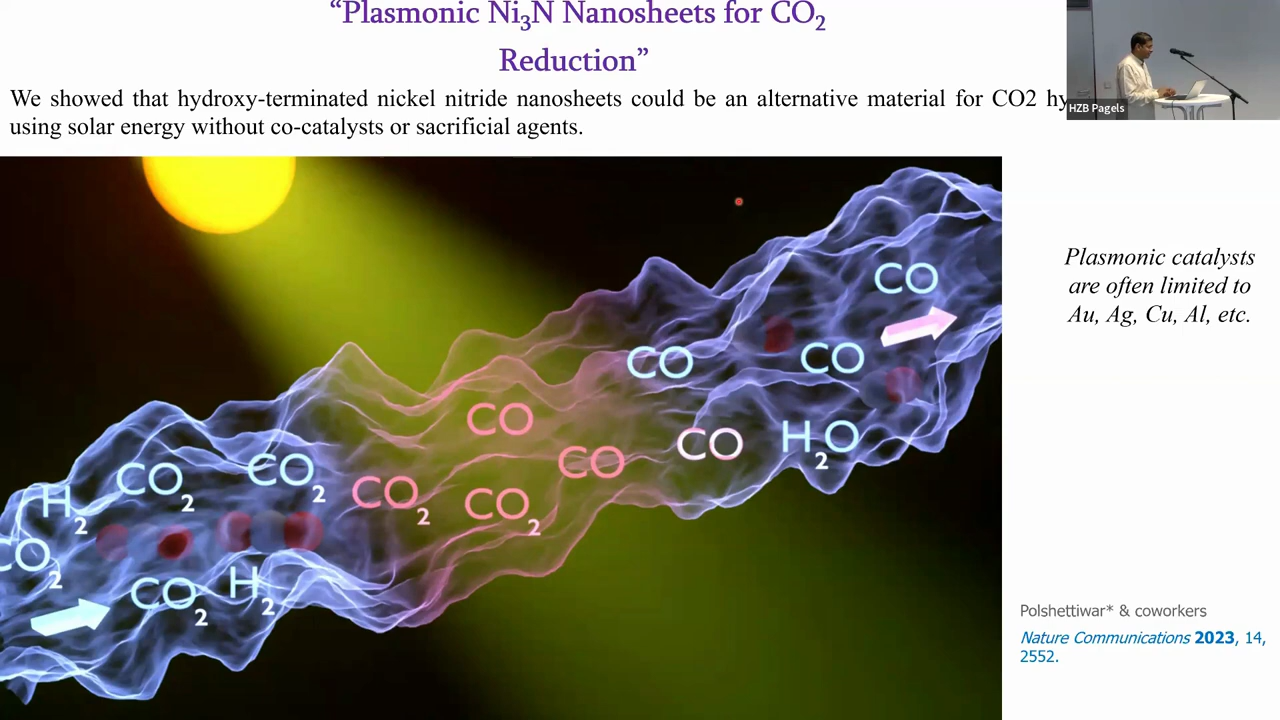 “Plasmonic Ni₃N Nanosheets for CO₂
Reduction”
We showed that hydroxy-terminated nickel nitride nanosheets could be an alternative material for CO2
using solar energy without co-catalysts or sacrificial agents.
HZB Pagels
Plasmonic catalysts
are often limited to
Au, Ag, Cu, Al, etc.
CO
CO
CO
CO
CO
H₂O
CO
CO₂
CO₂
H₂
CO₂
CO₂
CO₂
CO₂
H₂
Polshettiwar* & coworkers
Nature Communications 2023, 14,
2552.